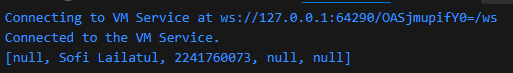 Connecting to VM Service at ws://127.0.0.1:64290/OASjmupifY0=/ws
Connected to the VM Service.
[null, Sofi Lailatul, 2241760073, null, null]